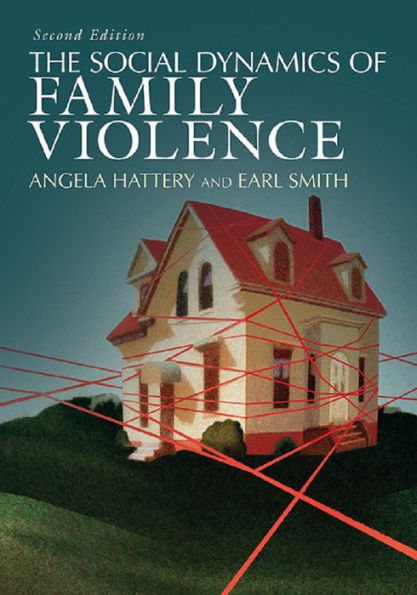 Second Edition
THE SOCIAL DYNAMICS OF
FAMILY
VIOLENCE
ANGELA HATTERY AND EARL SMITH